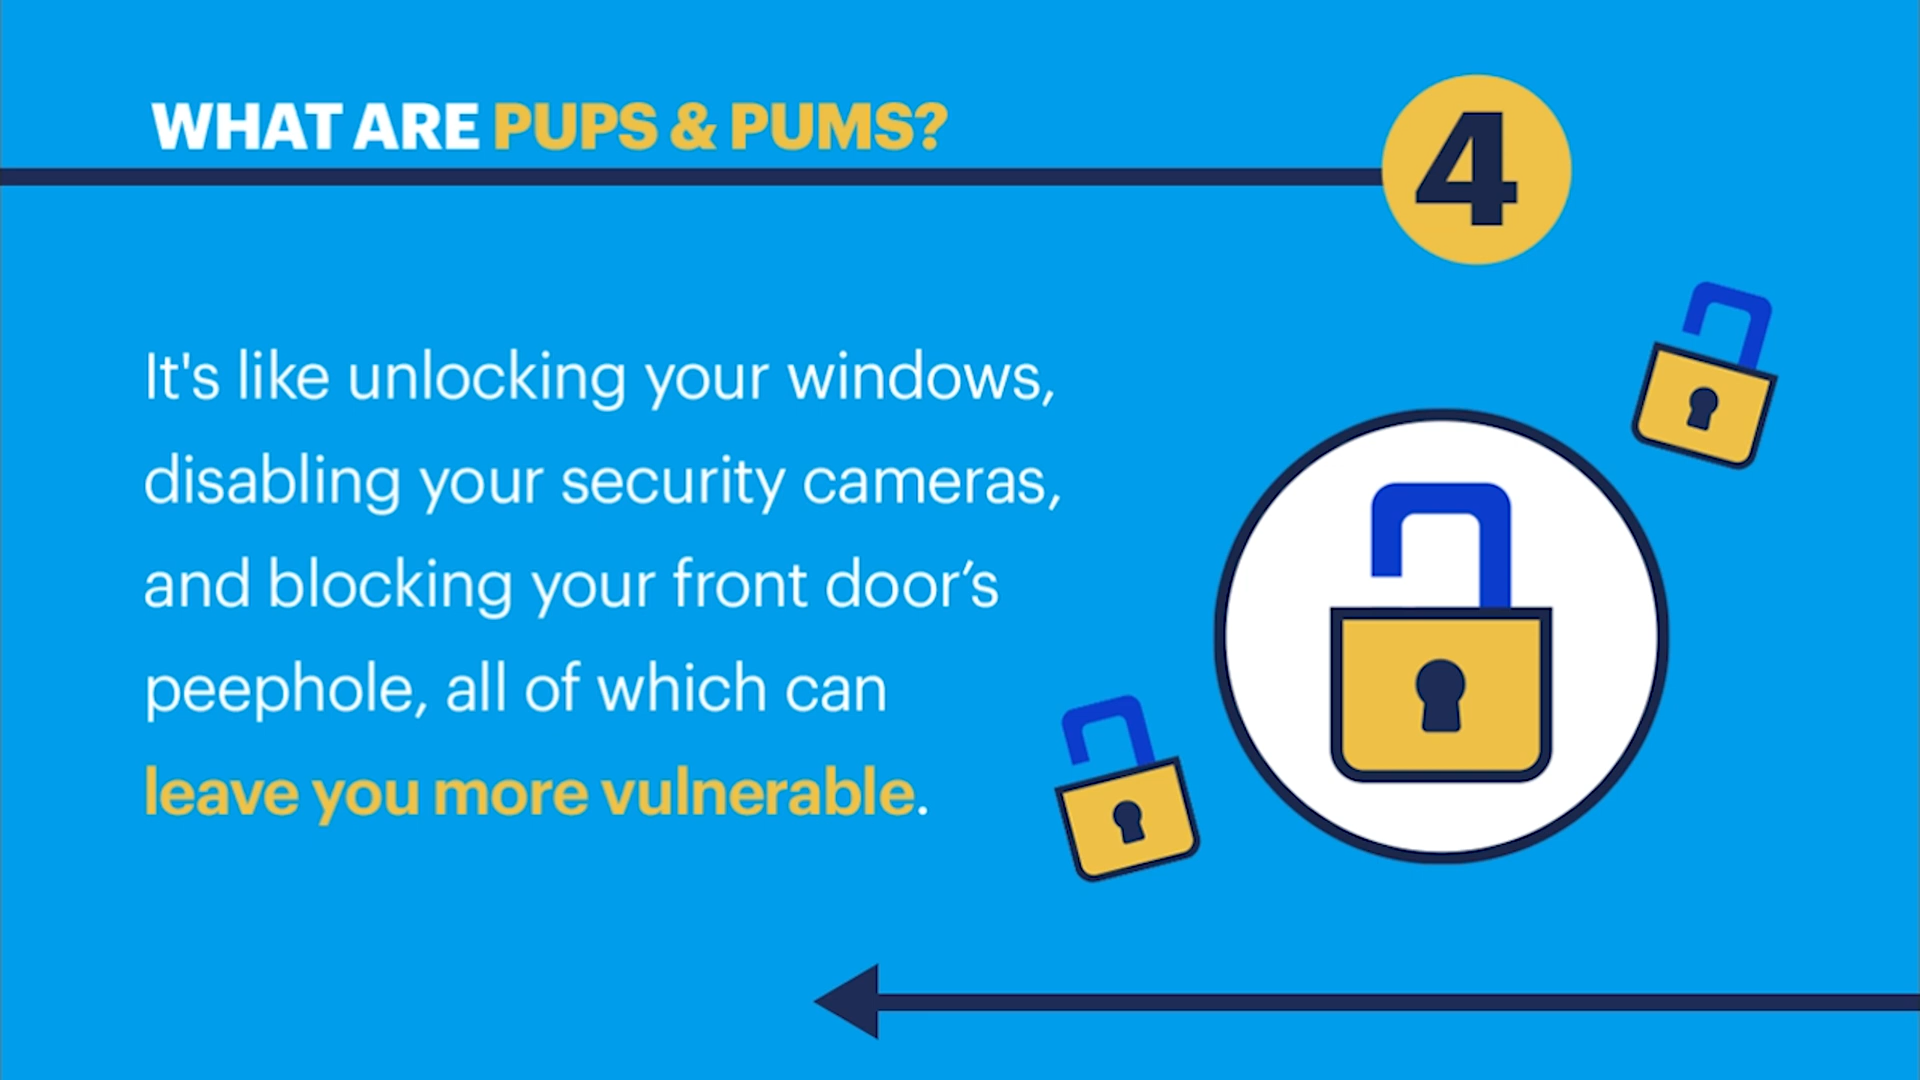 WHAT ARE PUPS & PUMS?
4
It's like unlocking your windows,
disabling your security cameras,
and blocking your front door’s
peephole, all of which can
leave you more vulnerable.